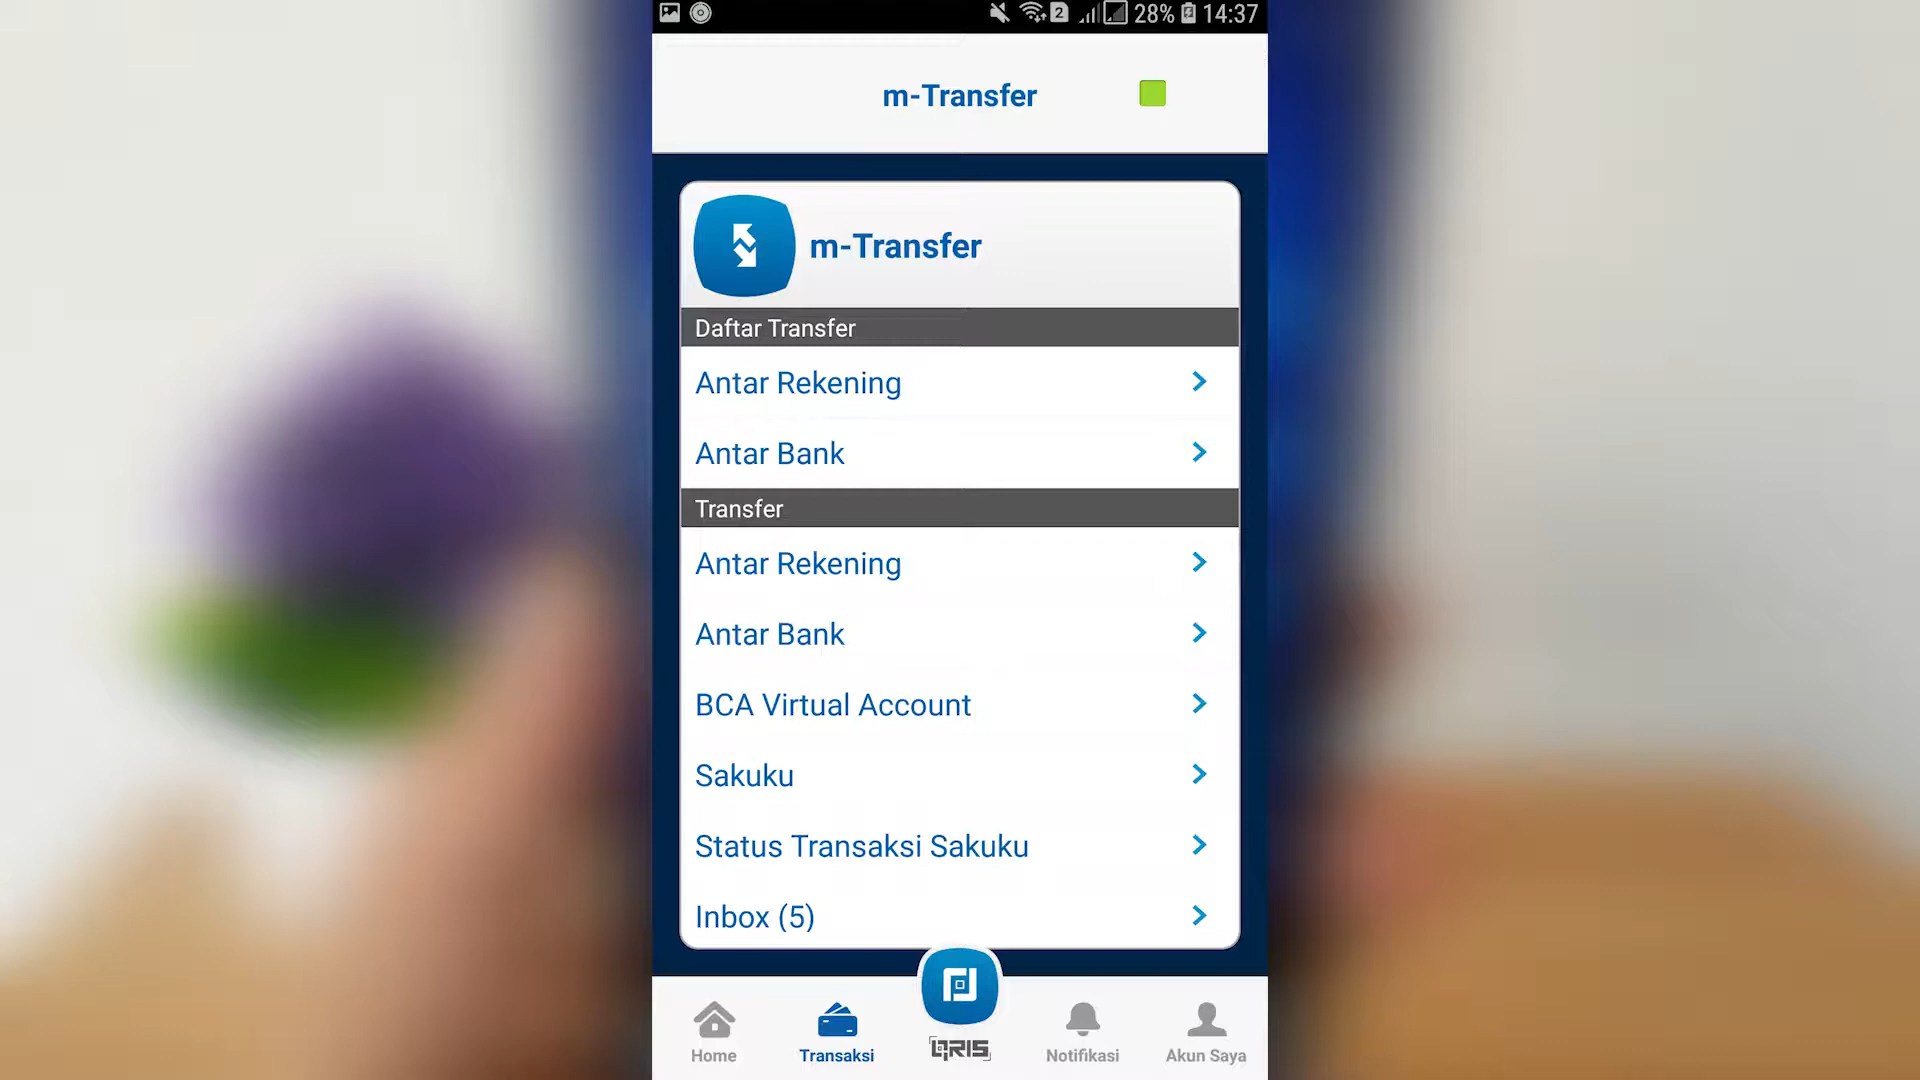 2 28% 14:37
m-Transfer
m-Transfer
Daftar Transfer
Antar Rekening
Antar Bank
Transfer
Antar Rekening
Antar Bank
BCA Virtual Account
Sakuku
Status Transaksi Sakuku
Inbox (5)
Home
Transaksi
QRIS
Notifikasi
Akun Saya